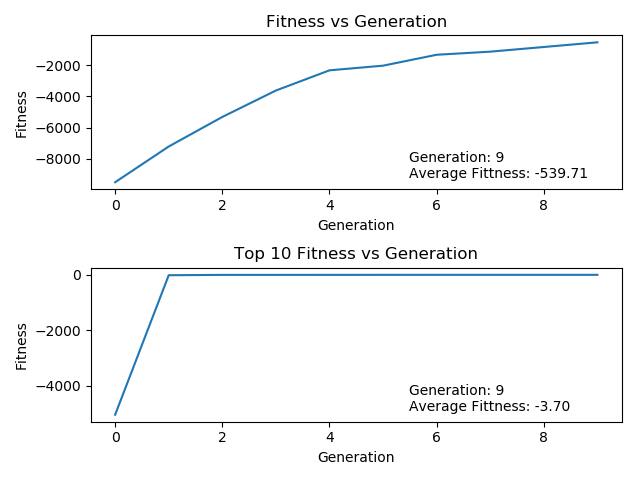 Fitness vs Generation
Fitness
−2000
−4000
−6000
−8000
Generation: 9
Average Fittness: -539.71
0 2 4 6 8
Generation
Top 10 Fitness vs Generation
Fitness
0
−2000
−4000
Generation: 9
Average Fittness: -3.70
0 2 4 6 8
Generation